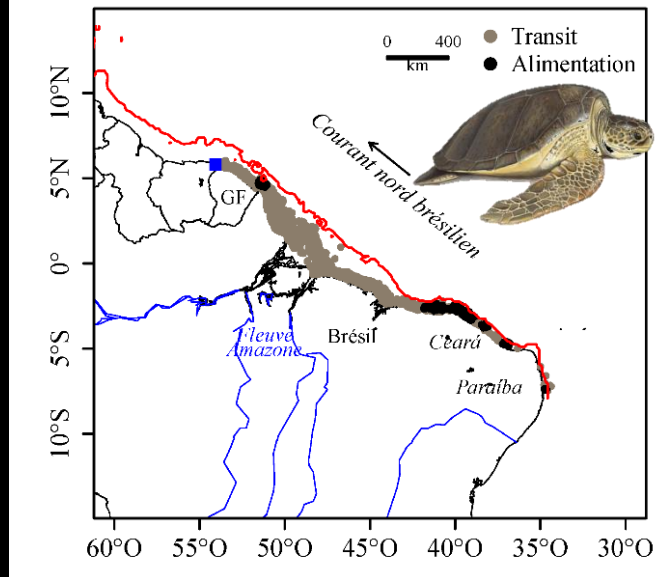 0 400
km
Transit
Alimentation
10°N
5°N
0°
5°S
10°S
Courant nord brésilien
GF
Fleuve
Amazone
Brésil
Ceará
Paraíba
60°O 55°O 50°O 45°O 40°O 35°O 30°O